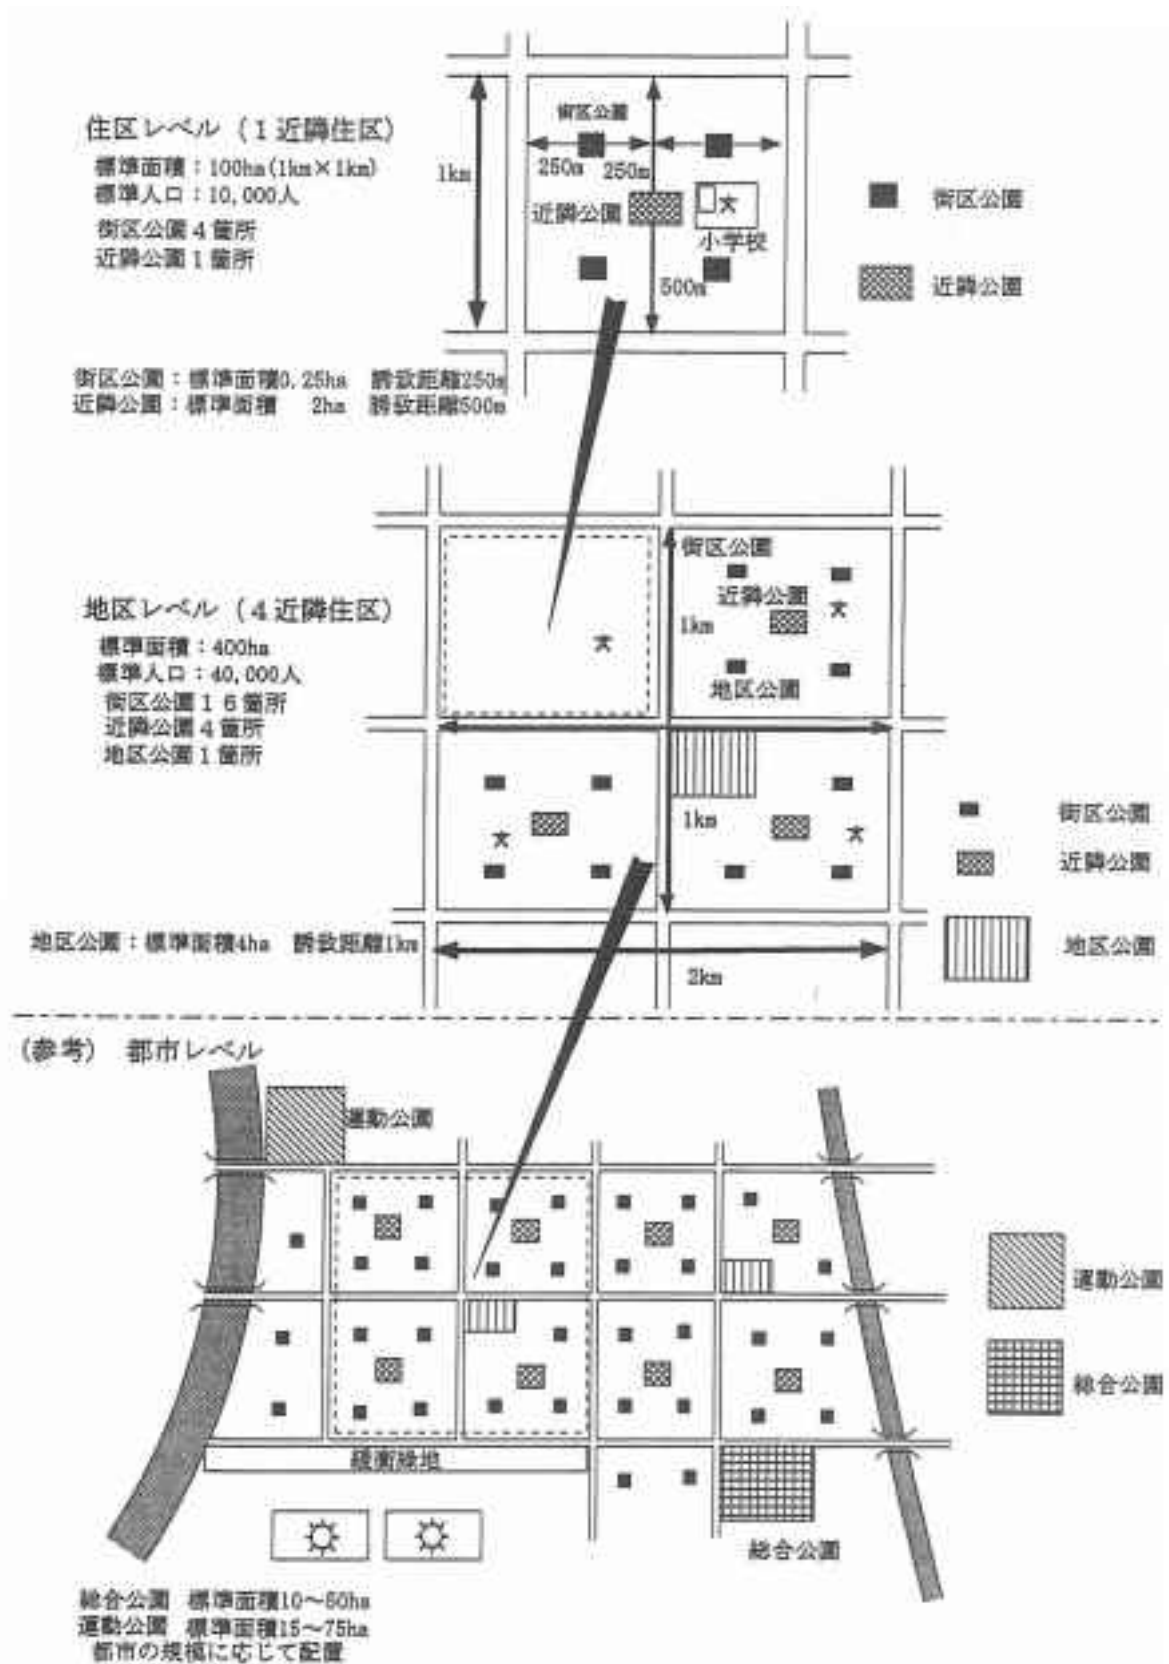 住区レベル（１近隣住区）
標準面積：100ha(1km×1km)
標準人口：10,000人
街区公園４箇所
近隣公園１箇所
1km
街区公園
250m
250m
近隣公園
小学校
500m
街区公園
近隣公園
街区公園：標準面積0.25ha　誘致距離250m
近隣公園：標準面積　2ha　誘致距離500m
地区レベル（４近隣住区）
標準面積：400ha
標準人口：40,000人
街区公園１６箇所
近隣公園４箇所
地区公園１箇所
街区公園
近隣公園
1km
地区公園
1km
街区公園
近隣公園
地区公園
地区公園：標準面積4ha　誘致距離1km
2km
(参考)　都市レベル
運動公園
運動公園
総合公園
緩衝緑地
総合公園
総合公園　標準面積10～50ha
運動公園　標準面積15～75ha
都市の規模に応じて配置